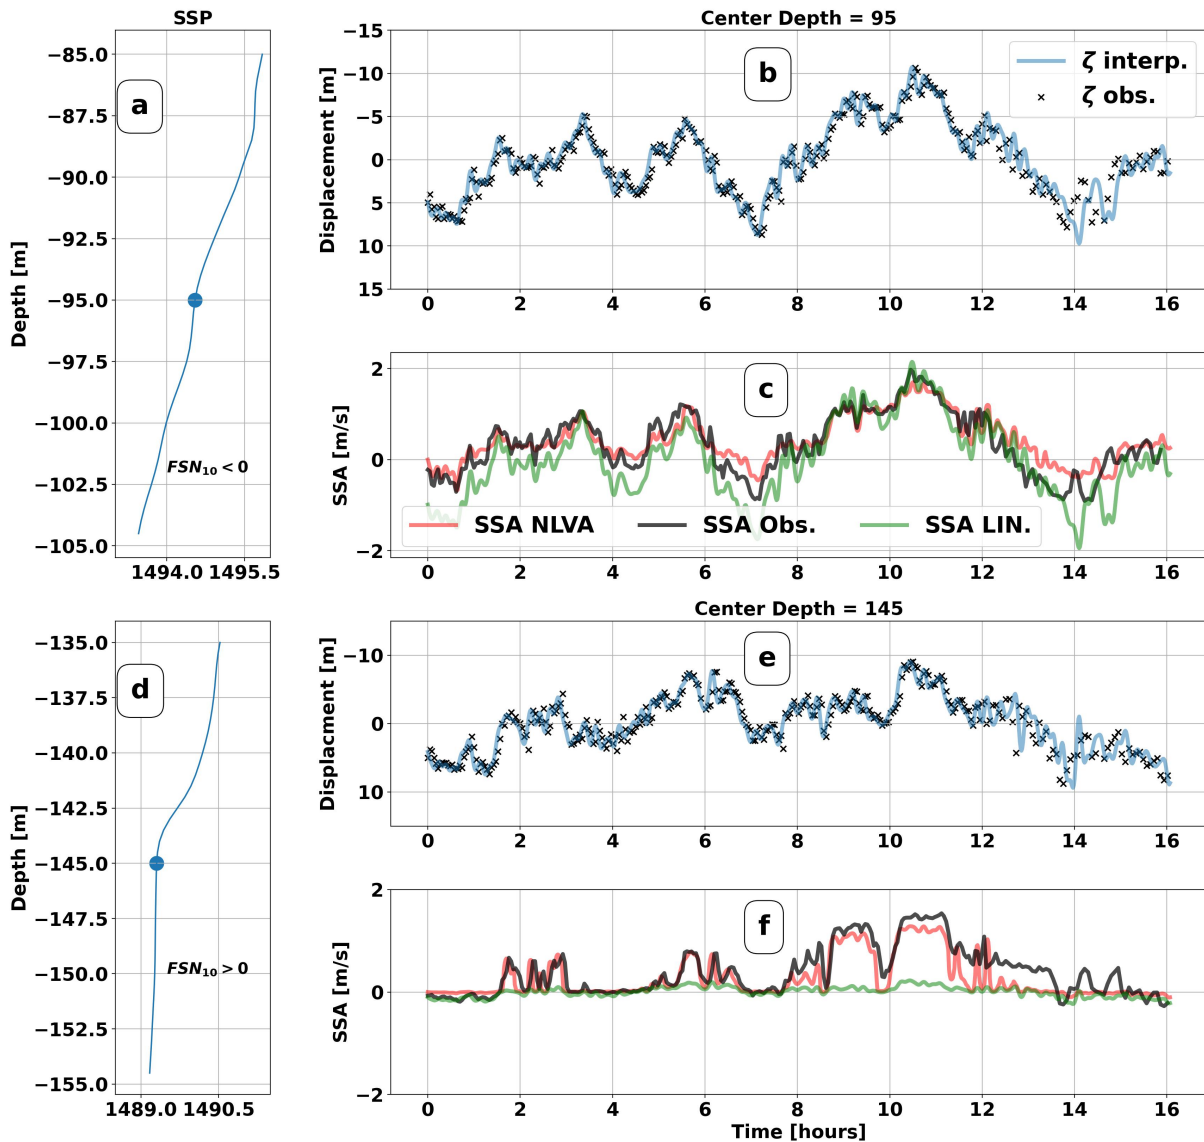 SSP
−85.0
−87.5
−90.0
−92.5
−95.0
−97.5
−100.0
−102.5
−105.0
Depth [m]
a
FSN₁₀ < 0
1494.0 1495.5
Center Depth = 95
−15
−10
−5
0
5
10
15
Displacement [m]
b
ζ interp.
ζ obs.
0 2 4 6 8 10 12 14 16
2
0
−2
SSA [m/s]
c
SSA NLVA SSA Obs. SSA LIN.
0 2 4 6 8 10 12 14 16
−135.0
−137.5
−140.0
−142.5
−145.0
−147.5
−150.0
−152.5
−155.0
Depth [m]
d
FSN₁₀ > 0
1489.0 1490.5
Center Depth = 145
−10
0
10
Displacment [m]
e
0 2 4 6 8 10 12 14 16
2
0
−2
SSA [m/s]
f
0 2 4 6 8 10 12 14 16
Time [hours]